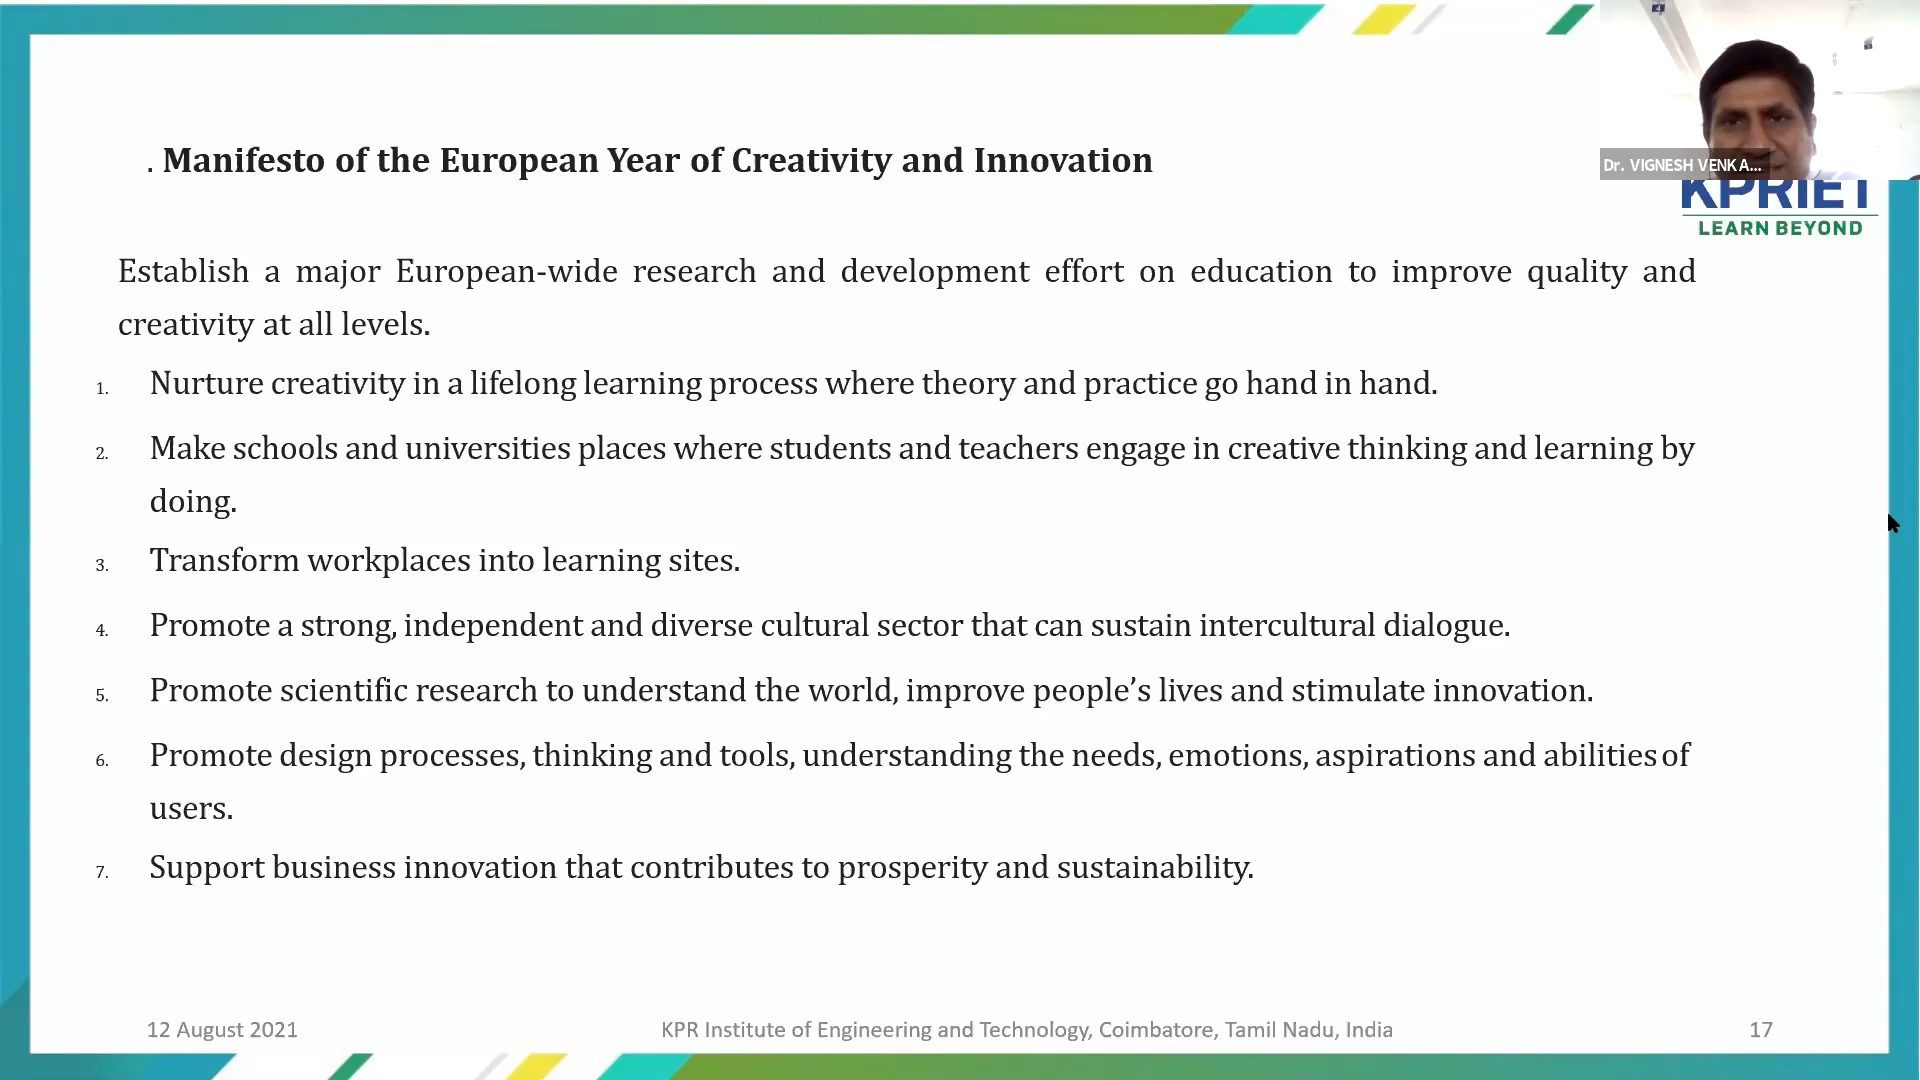 . Manifesto of the European Year of Creativity and Innovation
Dr. VIGNESH VENKA...
KPRIET
LEARN BEYOND
Establish a major European-wide research and development effort on education to improve quality and
creativity at all levels.
1. Nurture creativity in a lifelong learning process where theory and practice go hand in hand.
2. Make schools and universities places where students and teachers engage in creative thinking and learning by
doing.
3. Transform workplaces into learning sites.
4. Promote a strong, independent and diverse cultural sector that can sustain intercultural dialogue.
5. Promote scientific research to understand the world, improve people’s lives and stimulate innovation.
6. Promote design processes, thinking and tools, understanding the needs, emotions, aspirations and abilities of
users.
7. Support business innovation that contributes to prosperity and sustainability.
12 August 2021 KPR Institute of Engineering and Technology, Coimbatore, Tamil Nadu, India 17